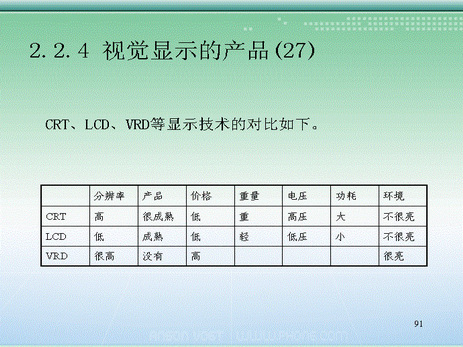 2.2.4 视觉显示的产品(27)
CRT、LCD、VRD等显示技术的对比如下。
分辨率 产品 价格 重量 电压 功耗 环境
CRT 高 很成熟 低 重 高压 大 不很亮
LCD 低 成熟 低 轻 低压 小 不很亮
VRD 很高 没有 高 很亮
91